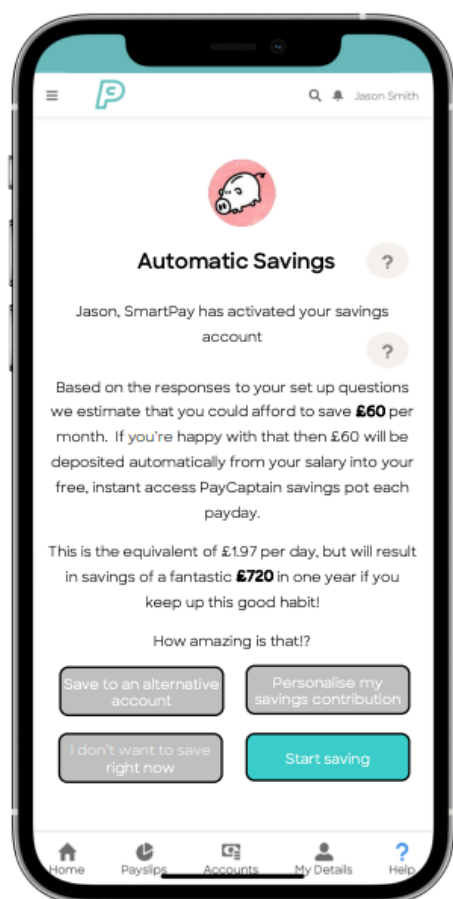 Jason Smith
Automatic Savings
?
Jason, SmartPay has activated your savings
account
?
Based on the responses to your set up questions
we estimate that you could afford to save £60 per
month. If you're happy with that then £60 will be
deposited automatically from your salary into your
free, instant access PayCaptain savings pot each
payday.
This is the equivalent of £1.97 per day, but will result
in savings of a fantastic £720 in one year if you
keep up this good habit!
How amazing is that!?
Save to an alternative
account
Personalise my
savings contribution
I don't want to save
right now
Start saving
Home
Payslips
Accounts
My Details
?
Help